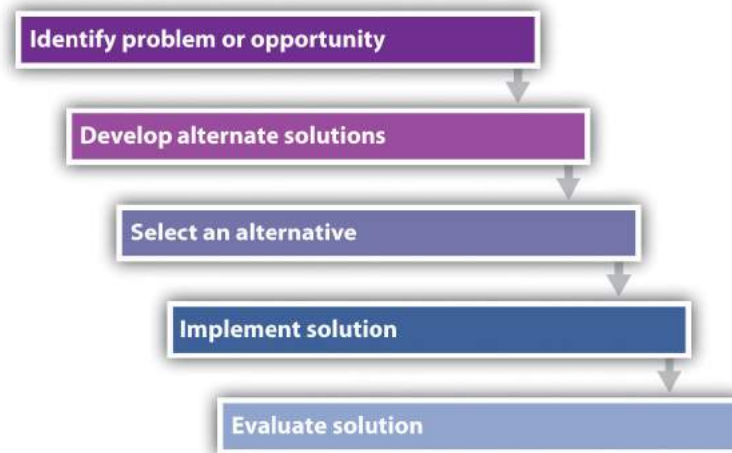 Identify problem or opportunity
Develop alternate solutions
Select an alternative
Implement solution
Evaluate solution